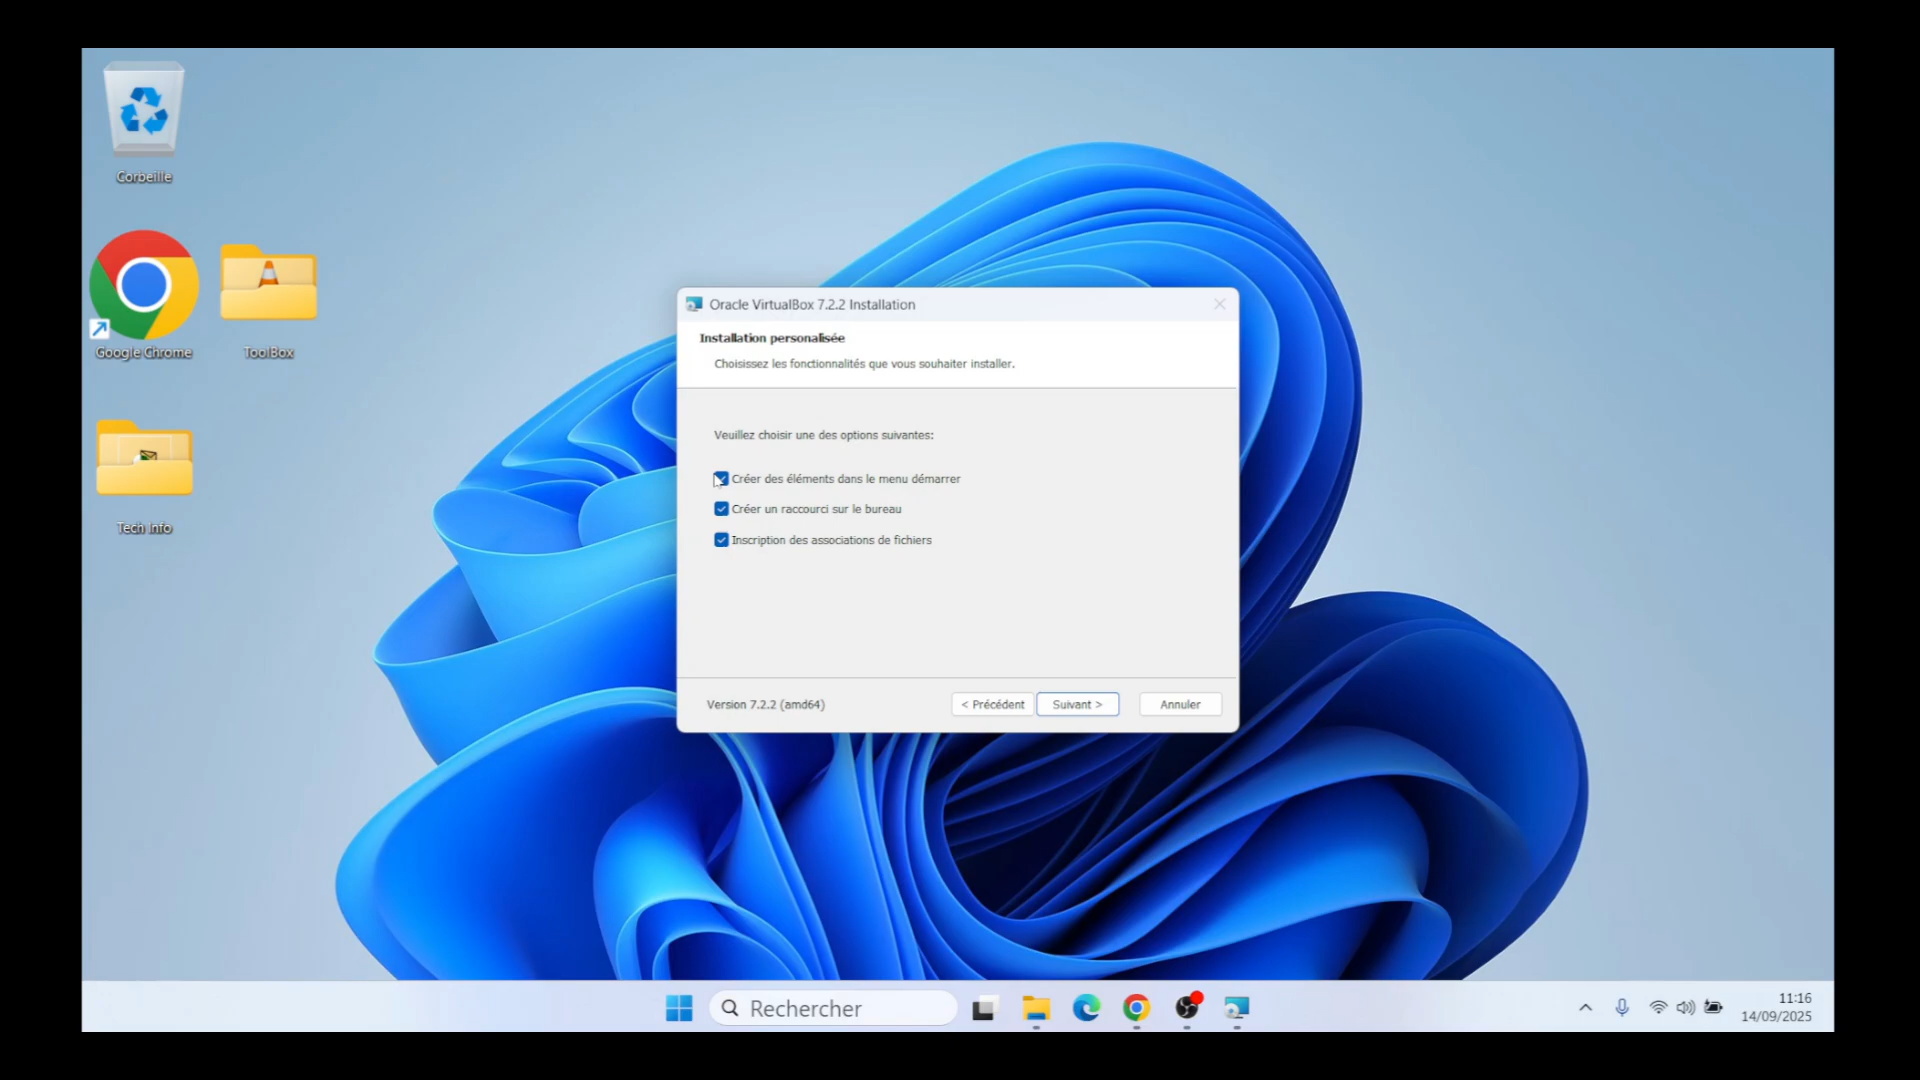 Corbeille
Google Chrome
ToolBox
Tech Info
Oracle VirtualBox 7.2.2 Installation
Installation personalisée
Choisissez les fonctionnalités que vous souhaiter installer.
Veuillez choisir une des options suivantes:
Créer des éléments dans le menu démarrer
Créer un raccourci sur le bureau
Inscription des associations de fichiers
Version 7.2.2 (amd64)
< Précédent
Suivant >
Annuler
Rechercher
11:16
14/09/2025